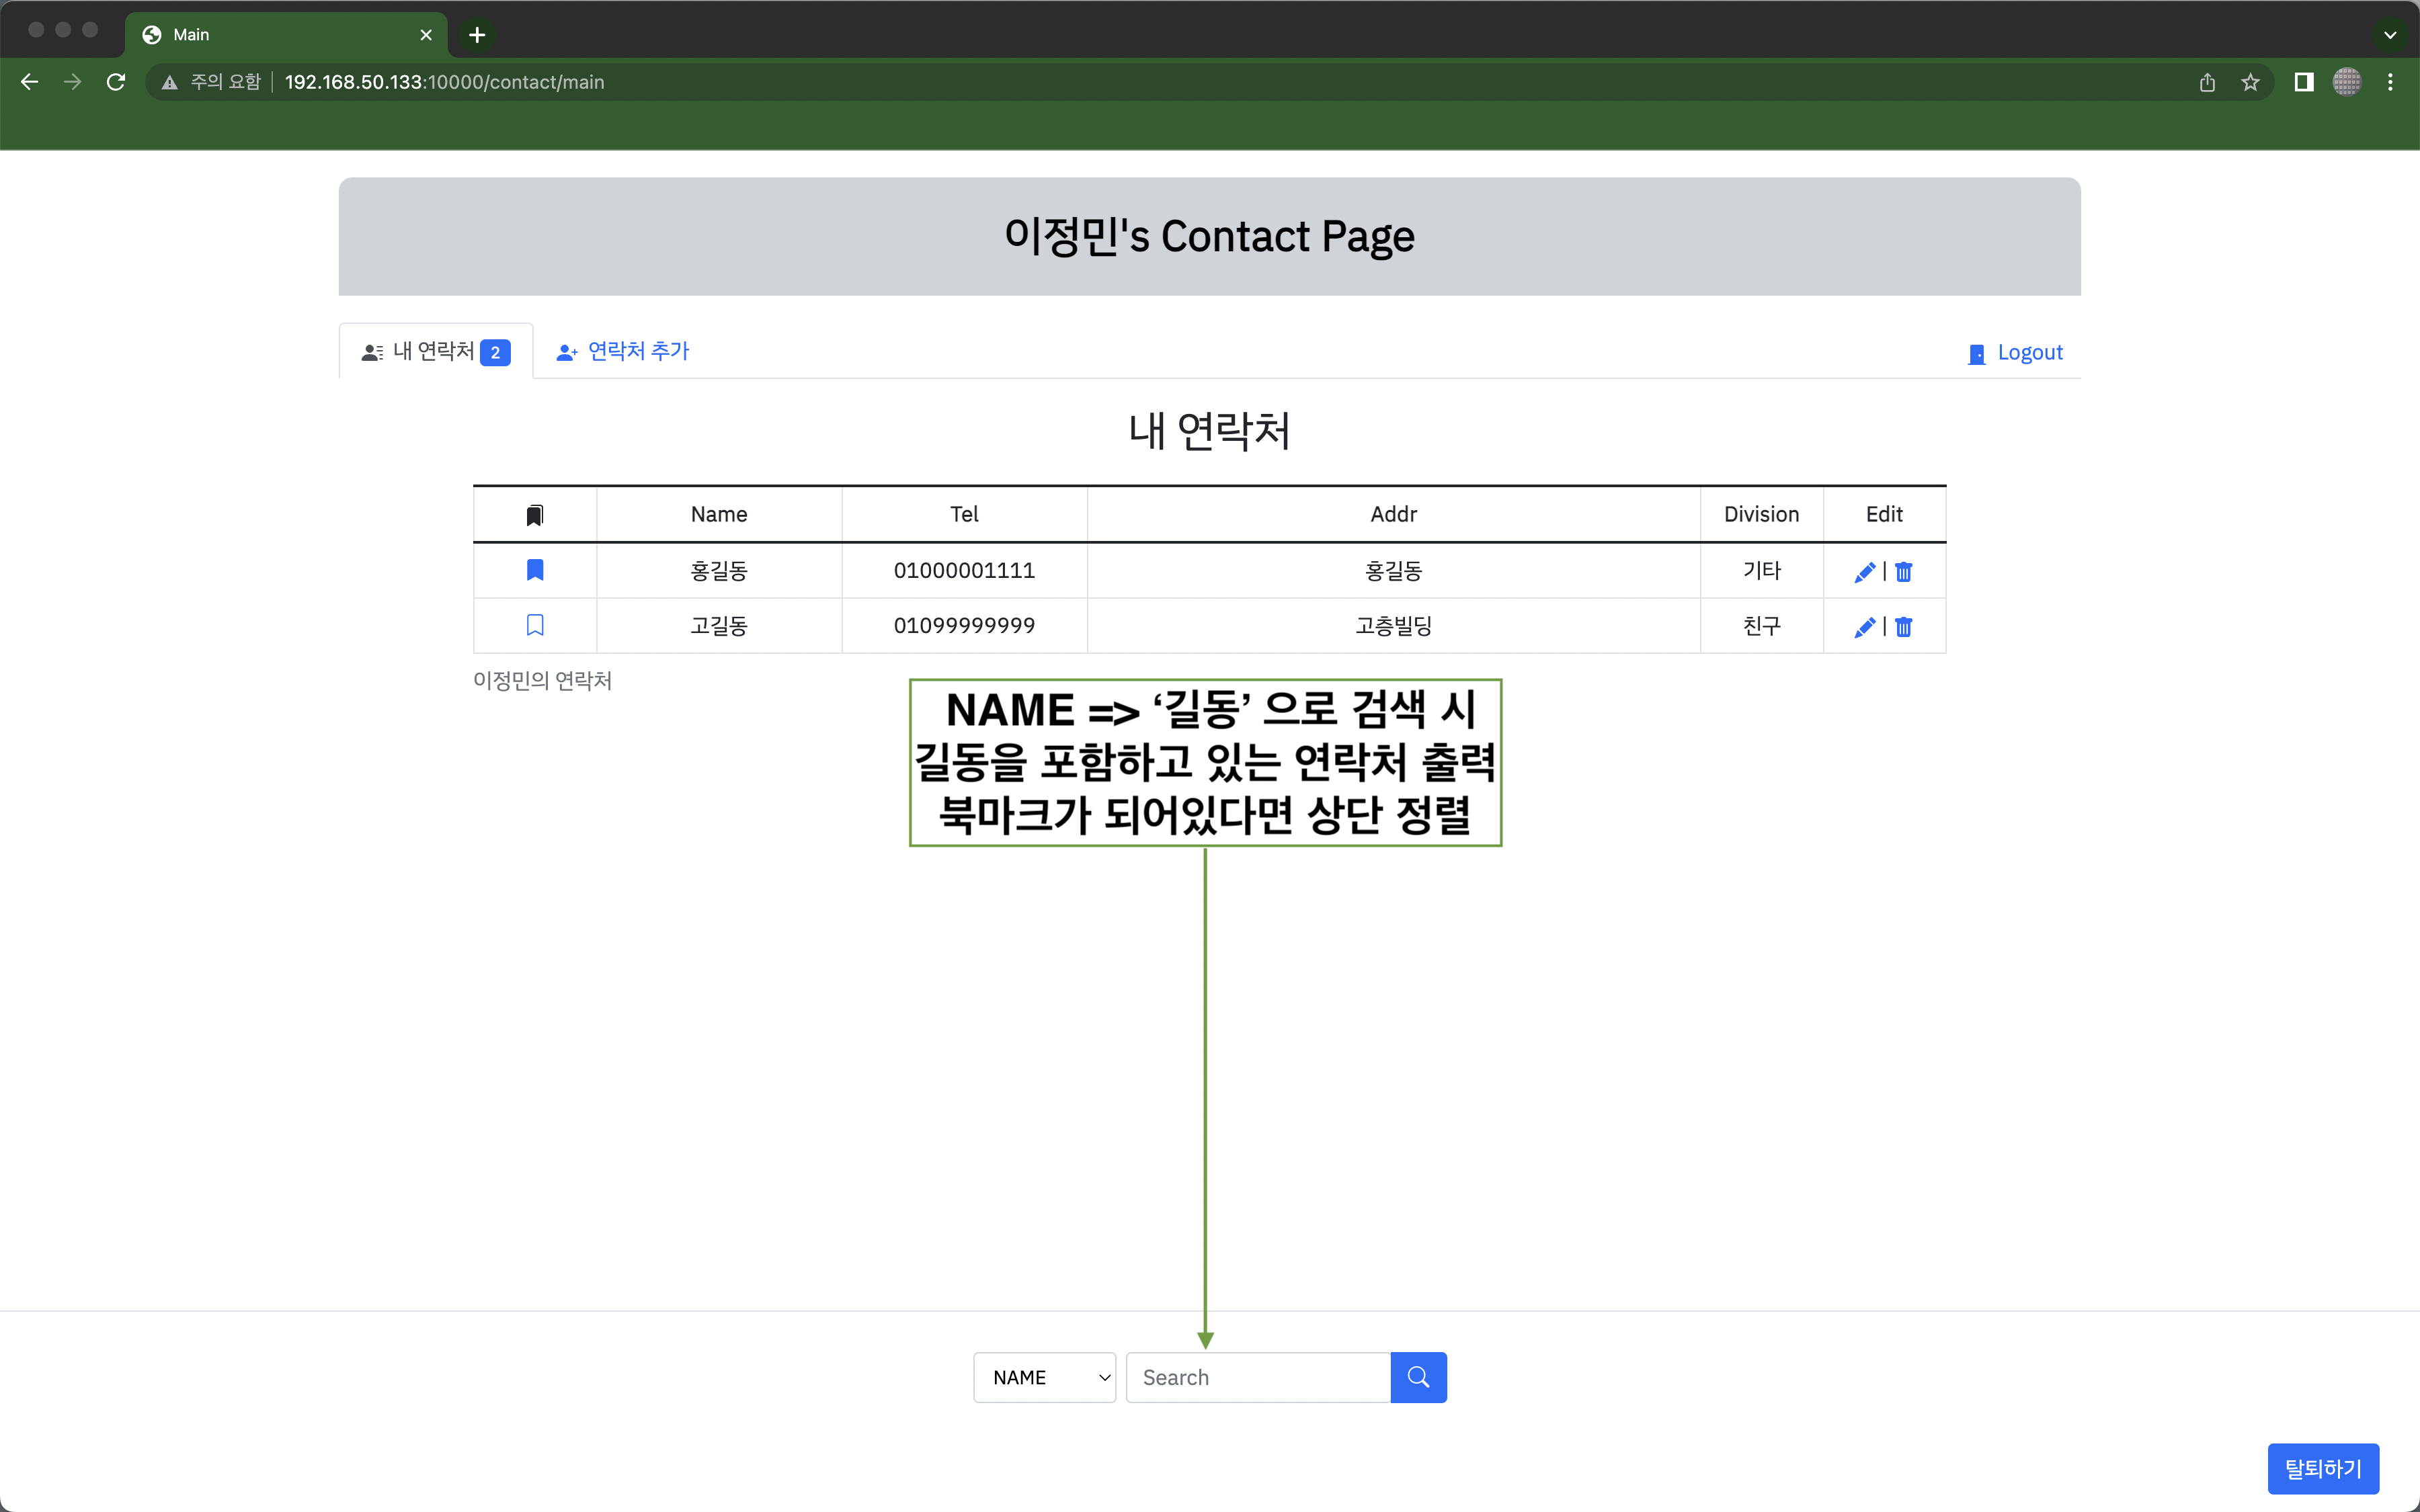 Main
주의 요함 192.168.50.133:10000/contact/main
이정민's Contact Page
내 연락처 2 연락처 추가 Logout
내 연락처
Name Tel Addr Division Edit
홍길동 01000001111 홍길동 기타 |
고길동 01099999999 고층빌딩 친구 |
이정민의 연락처
NAME => ‘길동’ 으로 검색 시
길동을 포함하고 있는 연락처 출력
북마크가 되어있다면 상단 정렬
NAME Search
탈퇴하기